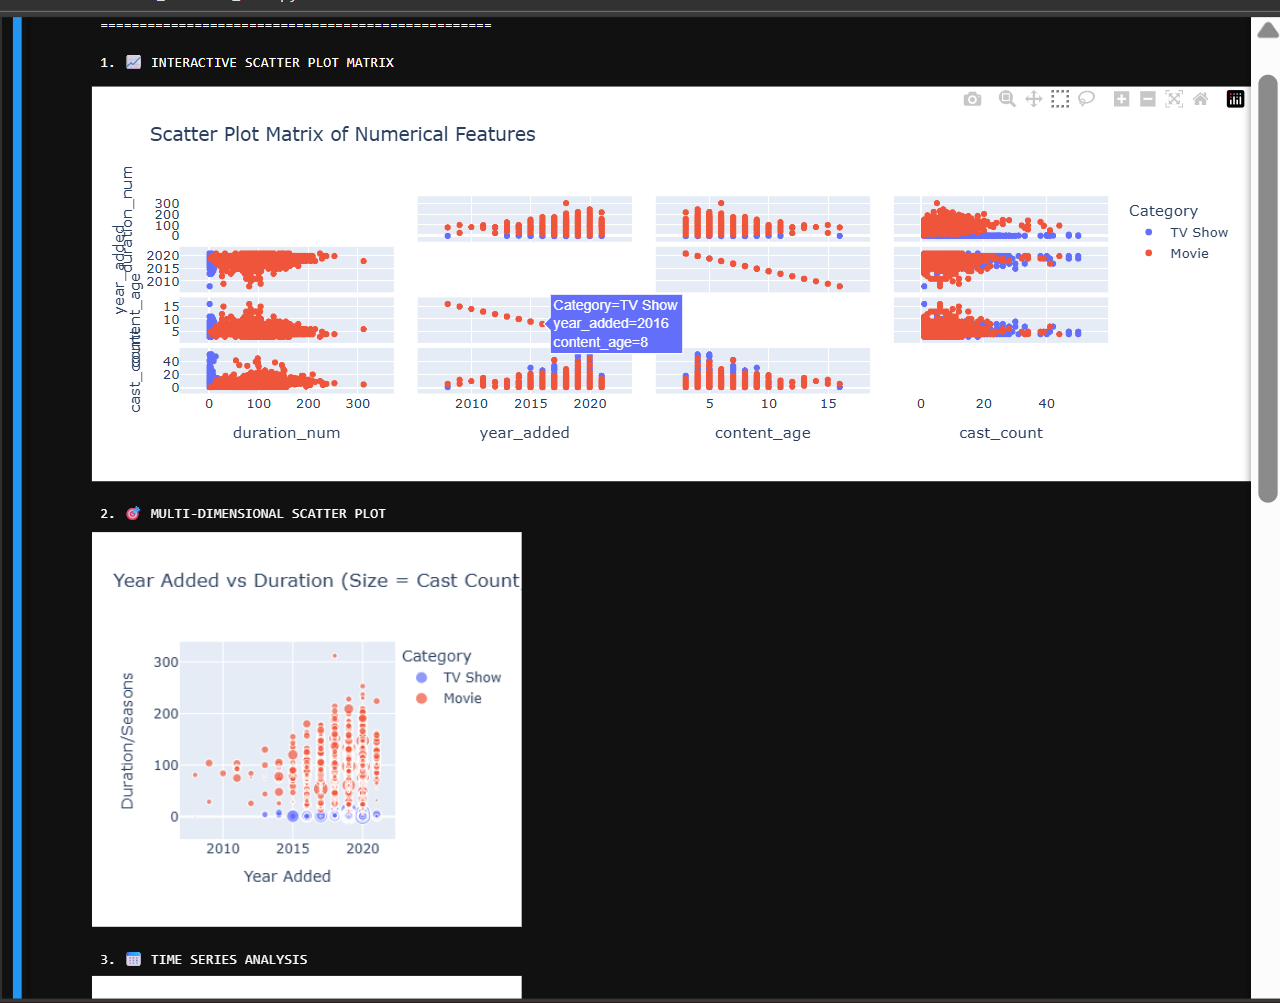 ==================================================
1. 📈 INTERACTIVE SCATTER PLOT MATRIX
Scatter Plot Matrix of Numerical Features
duration_num
300
200
100
0
year_added
2020
2015
2010
content_age
15
10
5
cast_count
40
20
0
0 100 200 300
2010 2015 2020
5 10 15
0 20 40
duration_num
year_added
content_age
cast_count
Category
TV Show
Movie
Category=TV Show
year_added=2016
content_age=8
2. 🎯 MULTI-DIMENSIONAL SCATTER PLOT
Year Added vs Duration (Size = Cast Count
Duration/Seasons
300
200
100
0
2010 2015 2020
Year Added
Category
TV Show
Movie
3. 📅 TIME SERIES ANALYSIS